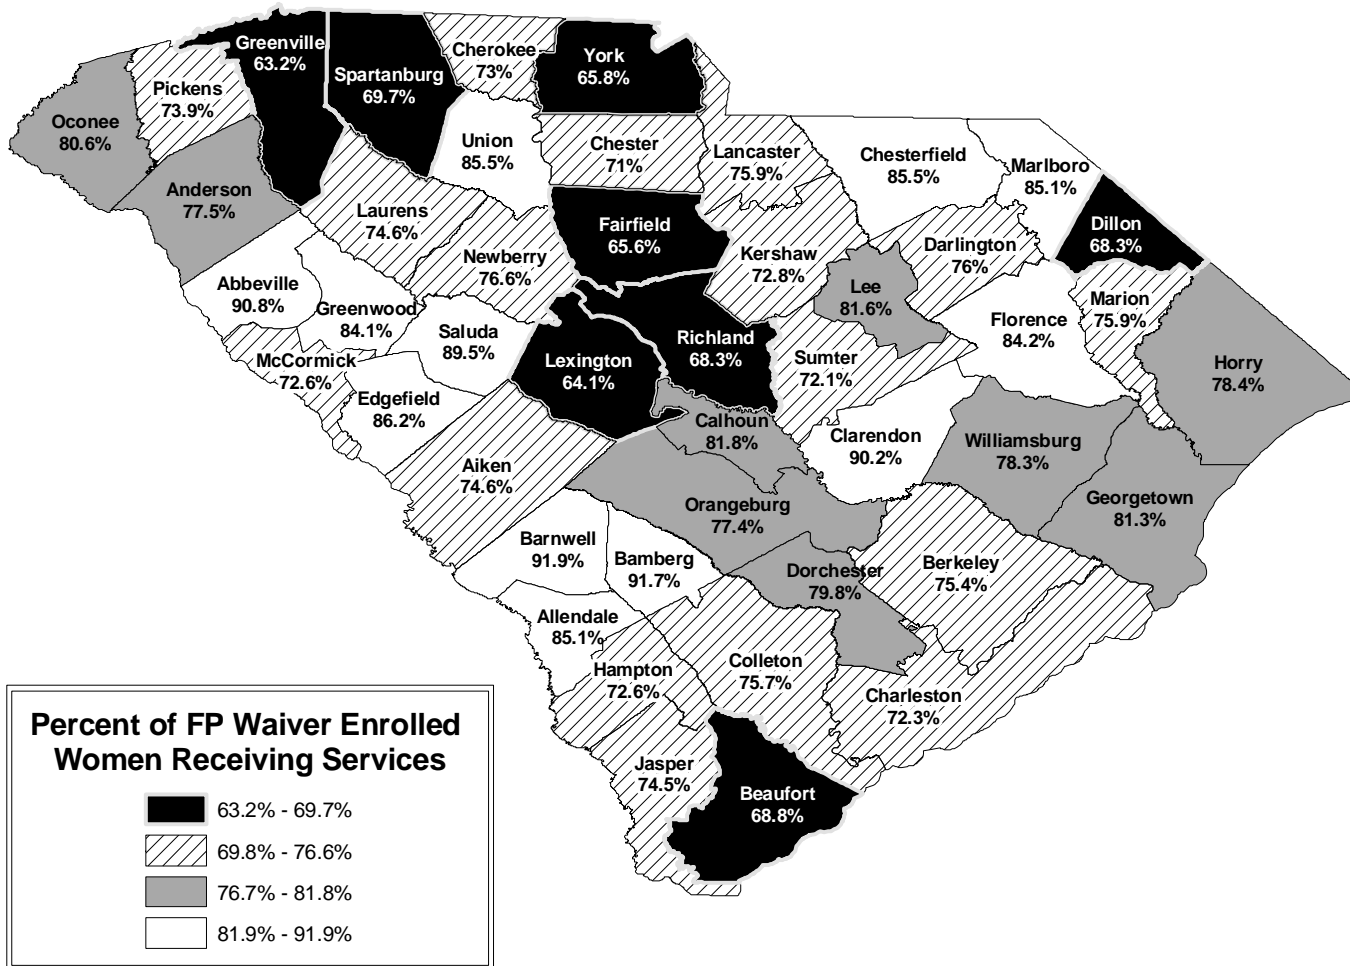 Greenville
63.2%
Spartanburg
69.7%
Cherokee
73%
York
65.8%
Pickens
73.9%
Oconee
80.6%
Anderson
77.5%
Union
85.5%
Chester
71%
Lancaster
75.9%
Chesterfield
85.5%
Marlboro
85.1%
Dillon
68.3%
Laurens
74.6%
Newberry
76.6%
Fairfield
65.6%
Kershaw
72.8%
Darlington
76%
Lee
81.6%
Marion
75.9%
Abbeville
90.8%
Greenwood
84.1%
Saluda
89.5%
Lexington
64.1%
Richland
68.3%
Sumter
72.1%
Florence
84.2%
Horry
78.4%
McCormick
72.6%
Edgefield
86.2%
Calhoun
81.8%
Clarendon
90.2%
Williamsburg
78.3%
Georgetown
81.3%
Aiken
74.6%
Orangeburg
77.4%
Barnwell
91.9%
Bamberg
91.7%
Dorchester
79.8%
Berkeley
75.4%
Allendale
85.1%
Hampton
72.6%
Colleton
75.7%
Charleston
72.3%
Jasper
74.5%
Beaufort
68.8%
Percent of FP Waiver Enrolled
Women Receiving Services
63.2% - 69.7%
69.8% - 76.6%
76.7% - 81.8%
81.9% - 91.9%